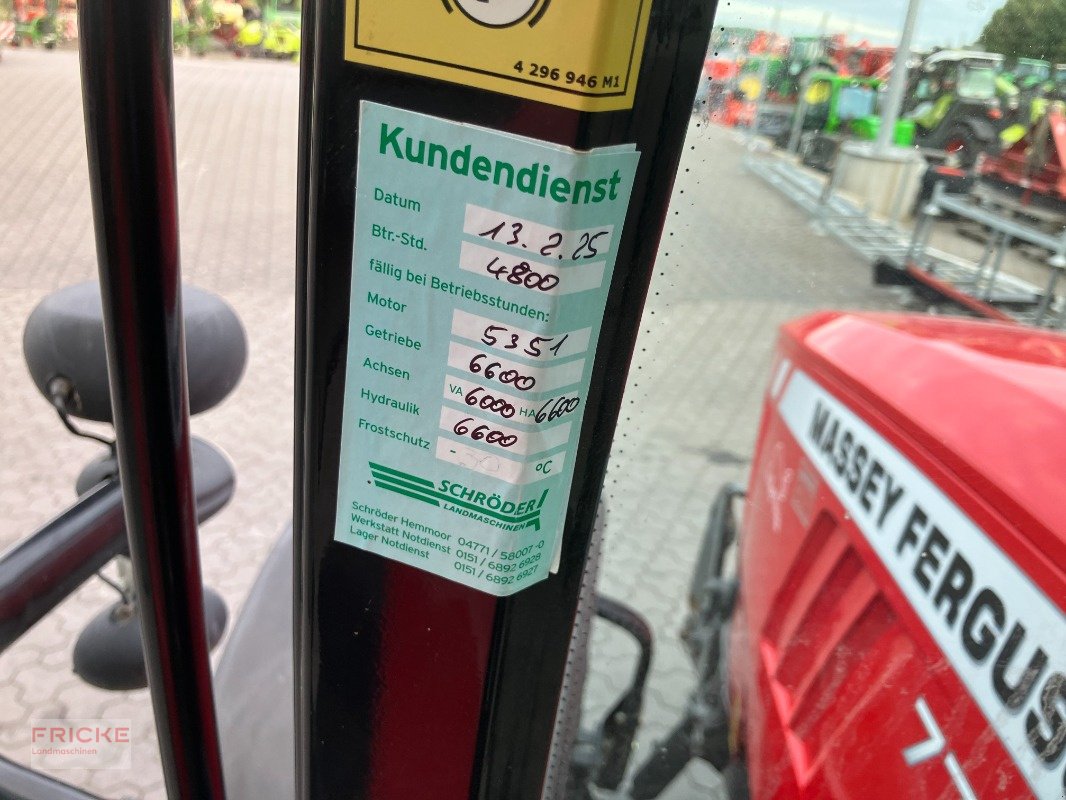 4 296 946 M1
Kundendienst
Datum 13.2.25
Btr.-Std. 4800
fällig bei Betriebsstunden:
Motor 5351
Getriebe 6600
Achsen VA 6000 HA 6600
Hydraulik 6600
Frostschutz °C
SCHRÖDER
LANDMASCHINEN
Schröder Hemmoor 04771 / 58007-0
Werkstatt Notdienst 0151 / 6892 6928
Lager Notdienst 0151 / 6892 6927
MASSEY FERGUSO
7
FRICKE
Landmaschinen